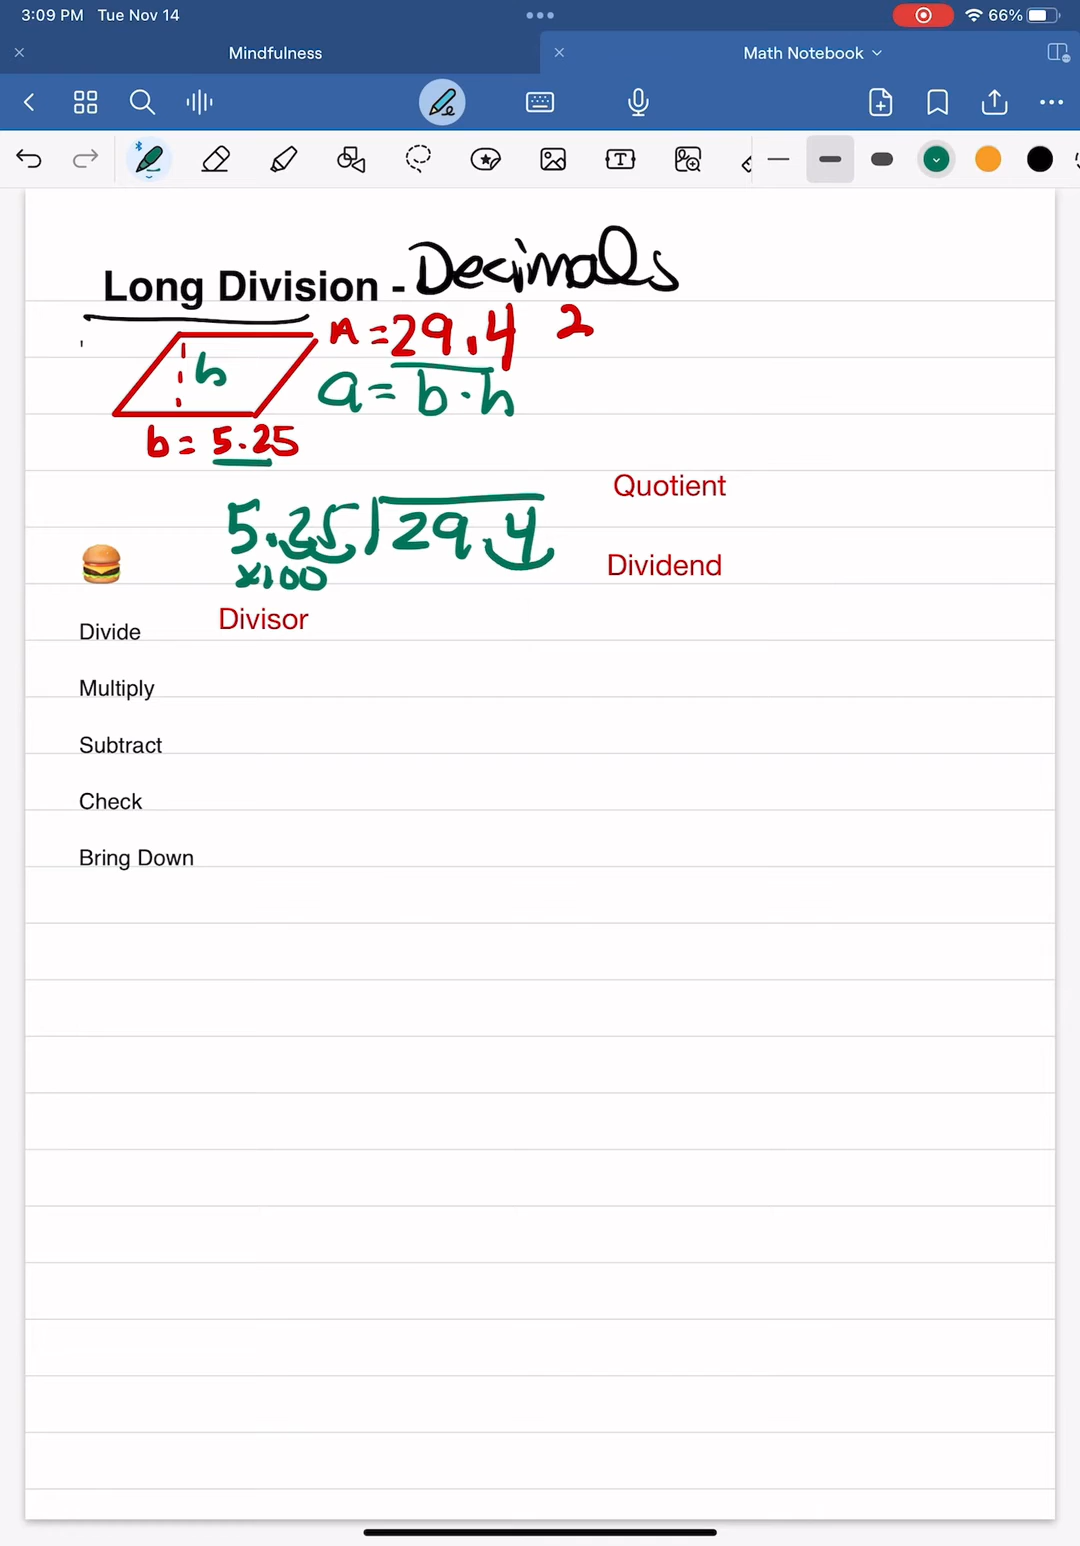 3:09 PM Tue Nov 14
66%
Mindfulness
Math Notebook
Long Division - Decimals
A = 29.4 2
h
a = b · h
b = 5.25
Quotient
5.25 29.4
Dividend
x100
Divisor
Divide
Multiply
Subtract
Check
Bring Down